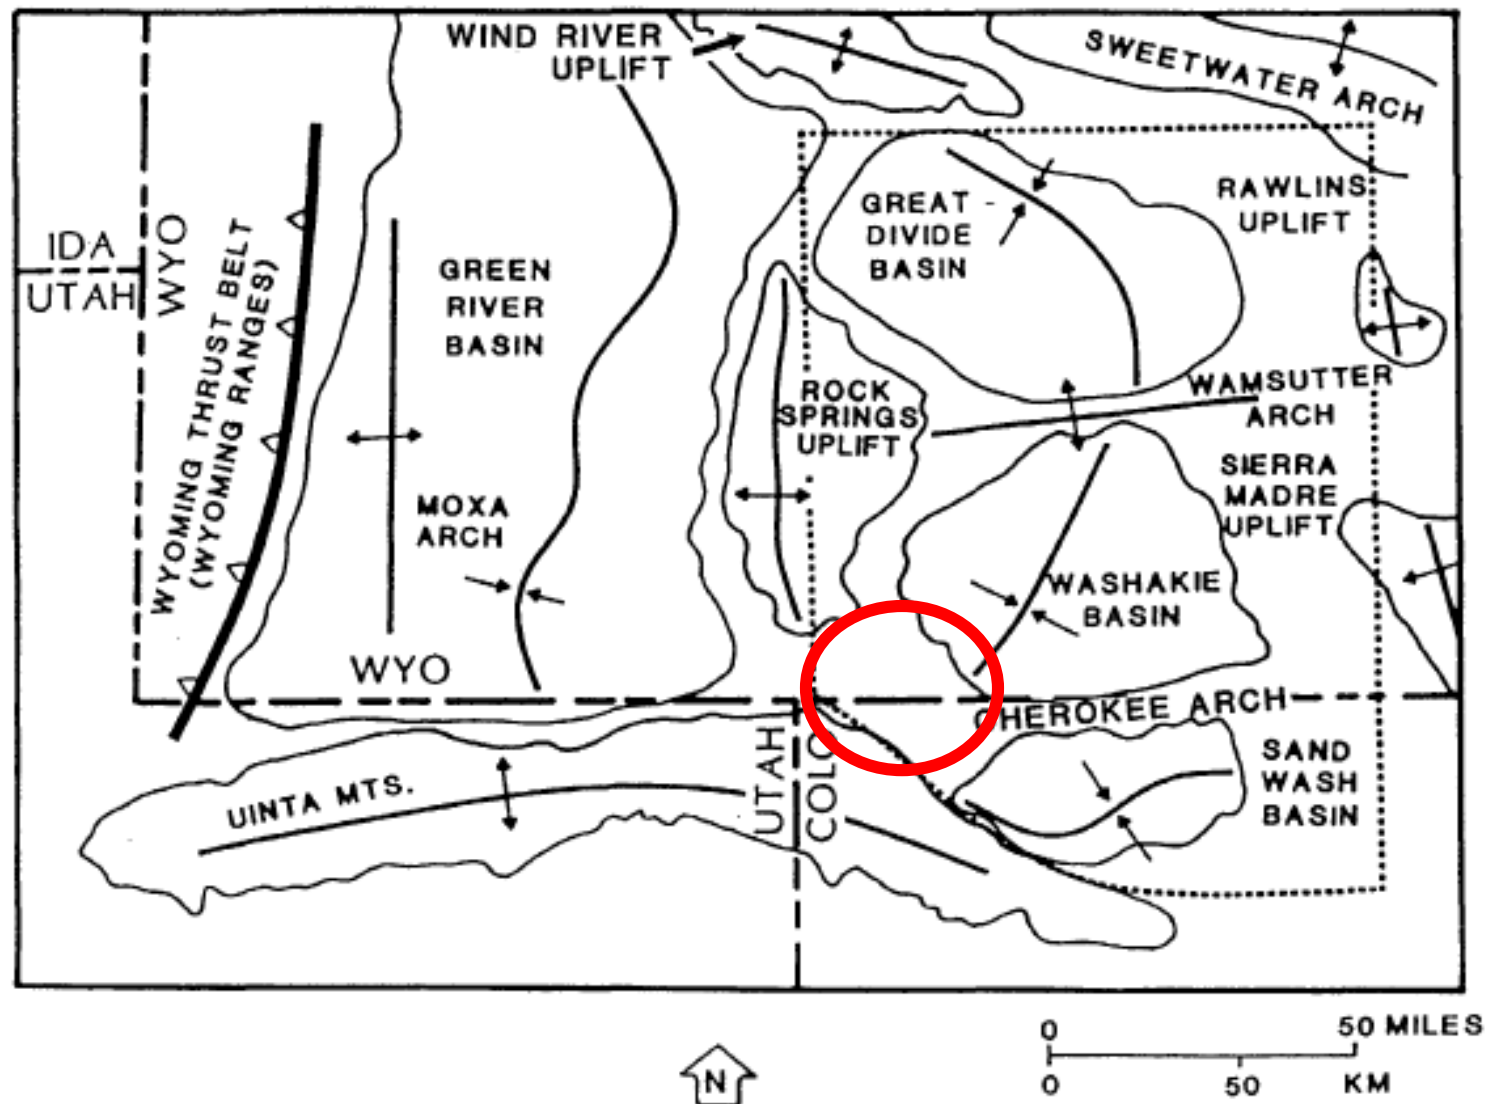 WIND RIVER
UPLIFT
SWEETWATER ARCH
IDA
UTAH
WYO
WYOMING THRUST BELT
(WYOMING RANGES)
GREEN
RIVER
BASIN
GREAT
DIVIDE
BASIN
RAWLINS
UPLIFT
ROCK
SPRINGS
UPLIFT
WAMSUTTER
ARCH
MOXA
ARCH
SIERRA
MADRE
UPLIFT
WASHAKIE
BASIN
WYO
CHEROKEE ARCH
UINTA MTS.
UTAH
COLO
SAND
WASH
BASIN
N
0 50 MILES
0 50 KM